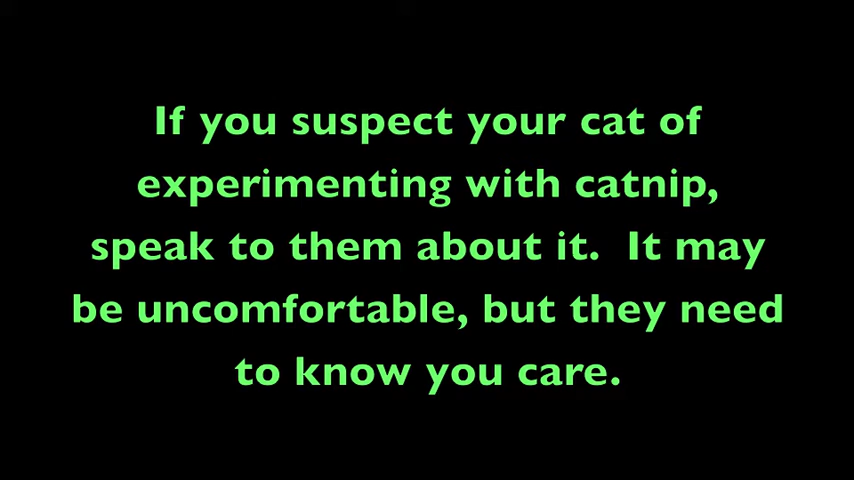 If you suspect your cat of
experimenting with catnip,
speak to them about it.  It may
be uncomfortable, but they need
to know you care.